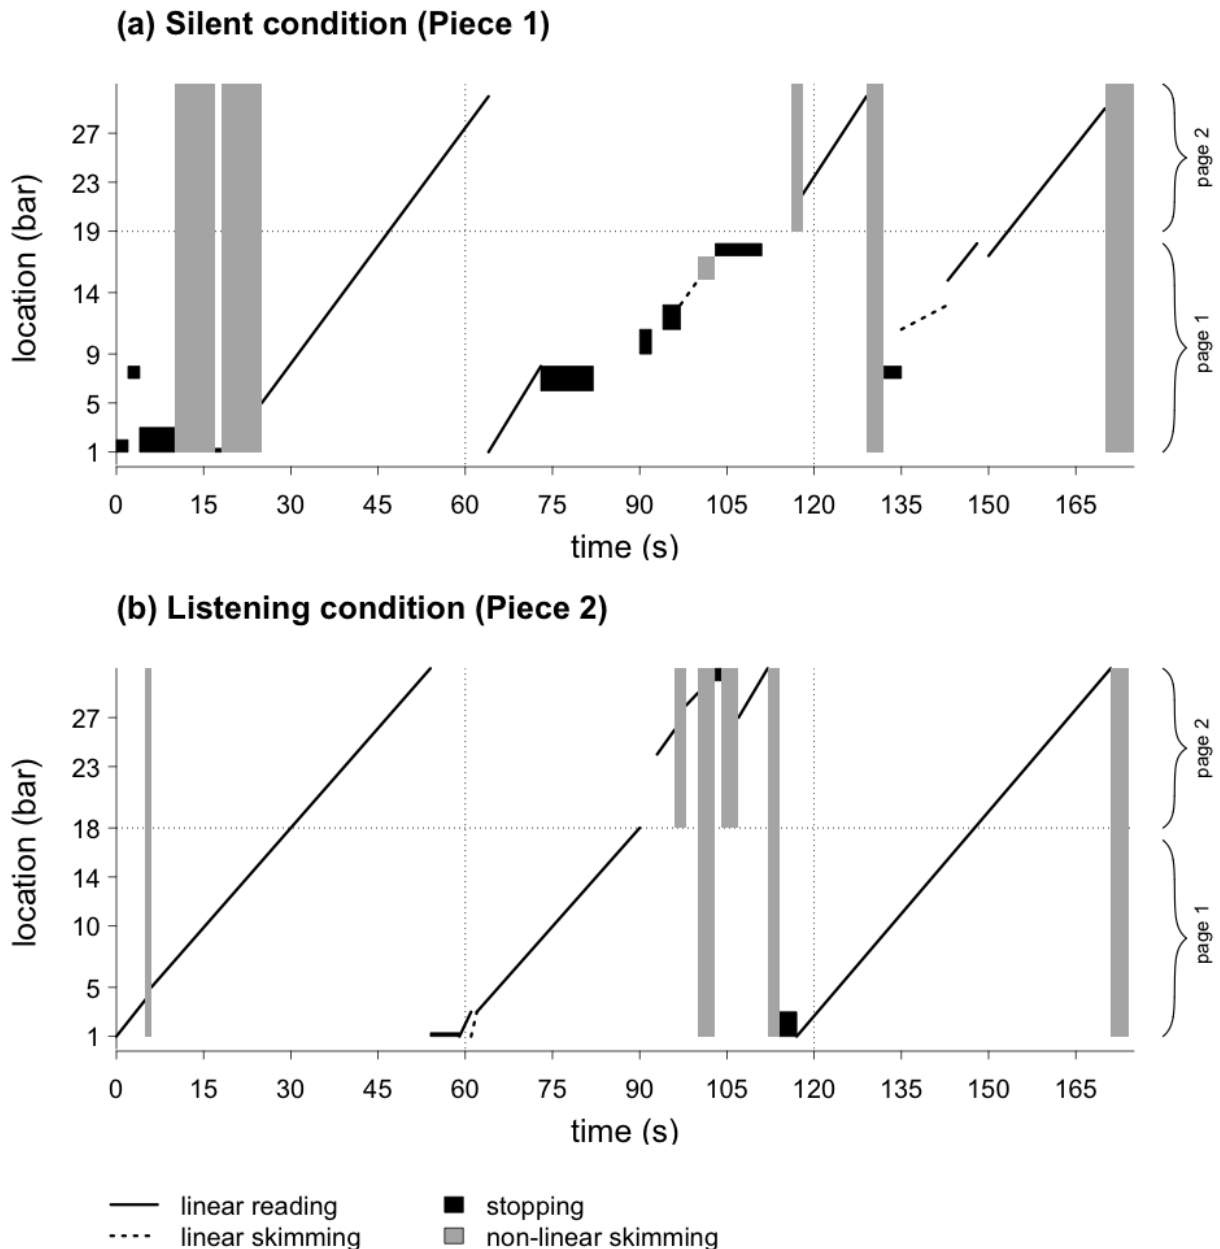 (a) Silent condition (Piece 1)
location (bar)
27
23
19
14
9
5
1
page 2
page 1
0 15 30 45 60 75 90 105 120 135 150 165
time (s)
(b) Listening condition (Piece 2)
location (bar)
27
23
18
14
10
5
1
page 2
page 1
0 15 30 45 60 75 90 105 120 135 150 165
time (s)
linear reading
stopping
linear skimming
non-linear skimming